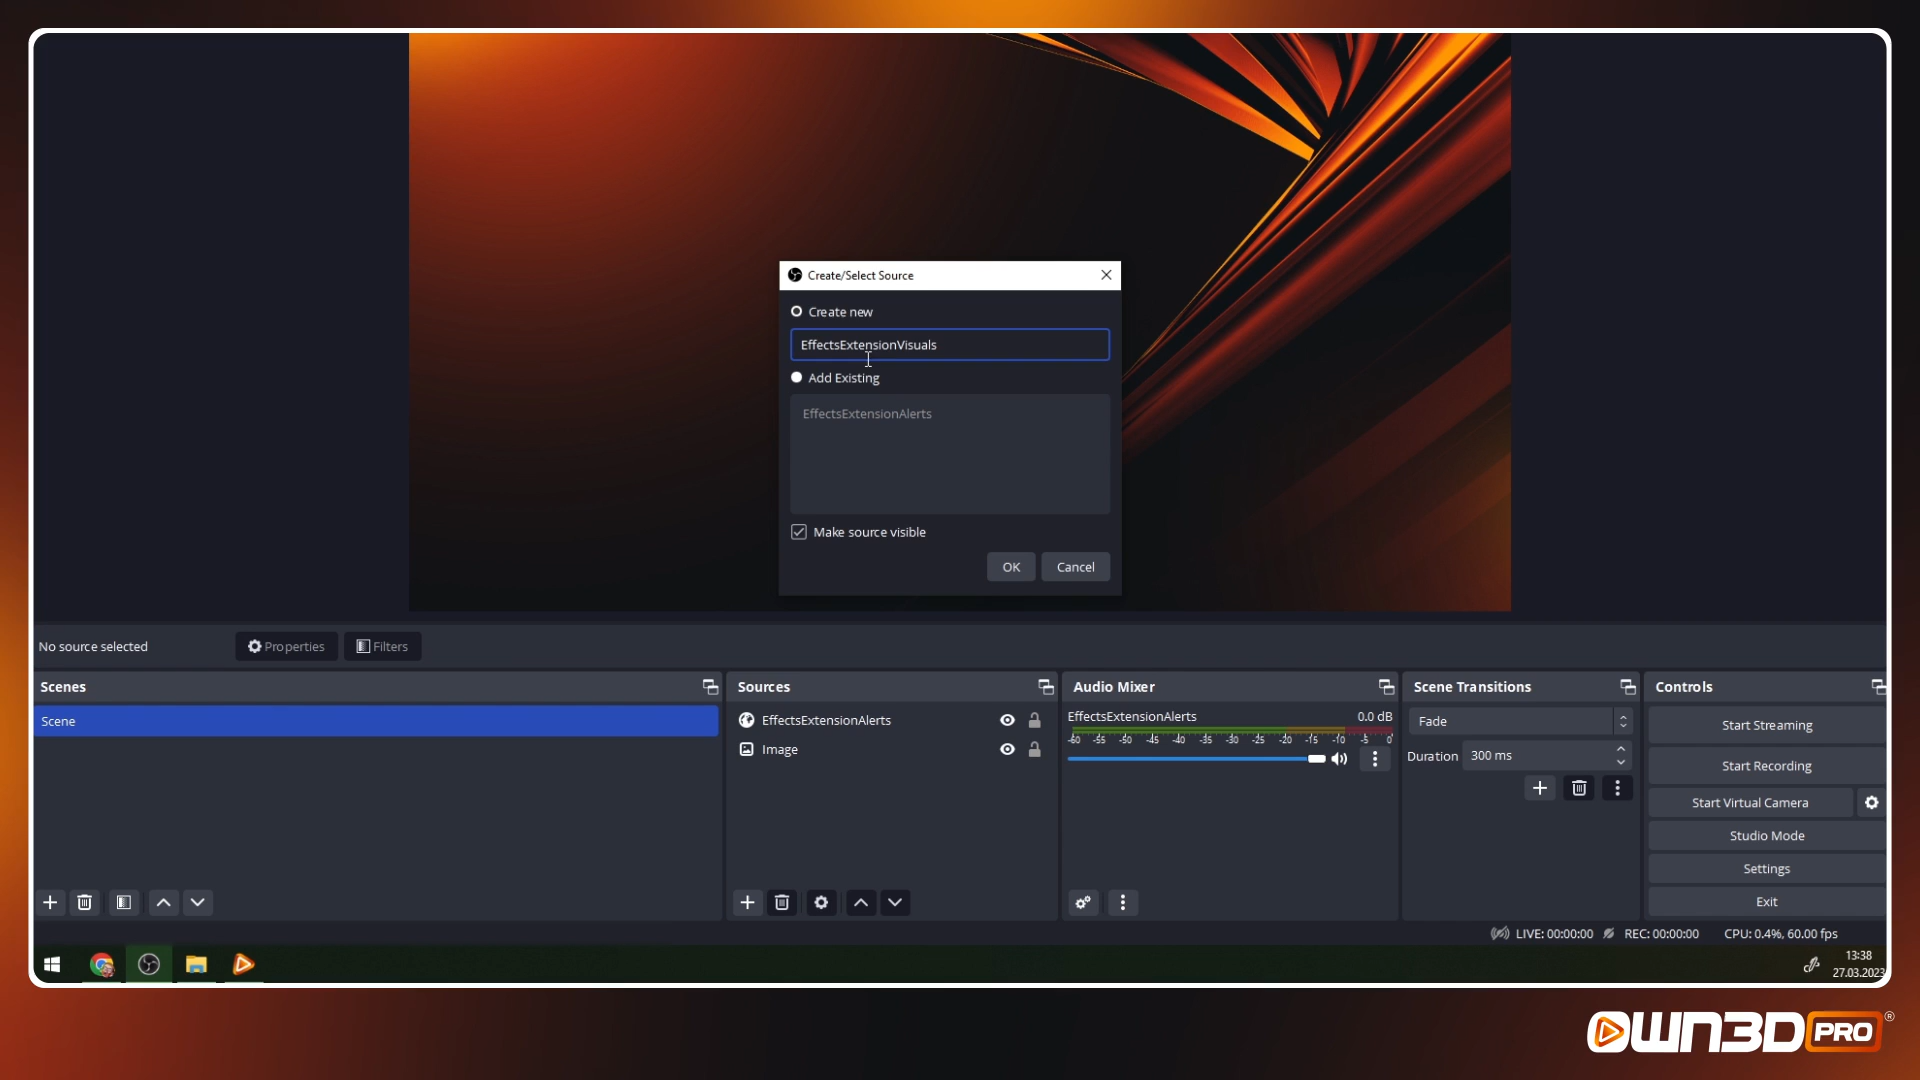 Create/Select Source
Create new
EffectsExtensionVisuals
Add Existing
EffectsExtensionAlerts
Make source visible
OK Cancel
No source selected Properties Filters
Scenes
Scene
Sources
EffectsExtensionAlerts
Image
Audio Mixer
EffectsExtensionAlerts 0.0 dB
-60 -55 -50 -45 -40 -35 -30 -25 -20 -15 -10 -5 0
Scene Transitions
Fade
Duration 300 ms
Controls
Start Streaming
Start Recording
Start Virtual Camera
Studio Mode
Settings
Exit
LIVE: 00:00:00 REC: 00:00:00 CPU: 0.4%, 60.00 fps
13:38
27.03.2023
OWN3D PRO ®